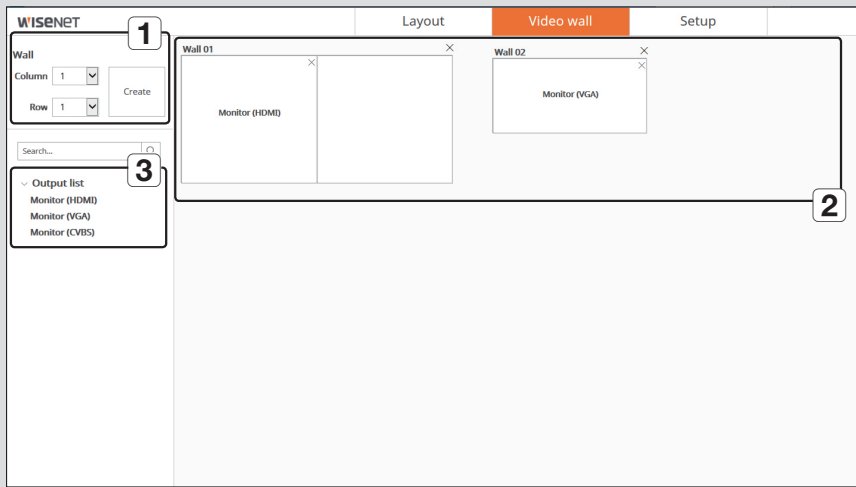 WISENET
Layout
Video wall
Setup
1
Wall
Column 1
Row 1
Create
Search...
3
Output list
Monitor (HDMI)
Monitor (VGA)
Monitor (CVBS)
Wall 01
Monitor (HDMI)
Wall 02
Monitor (VGA)
2